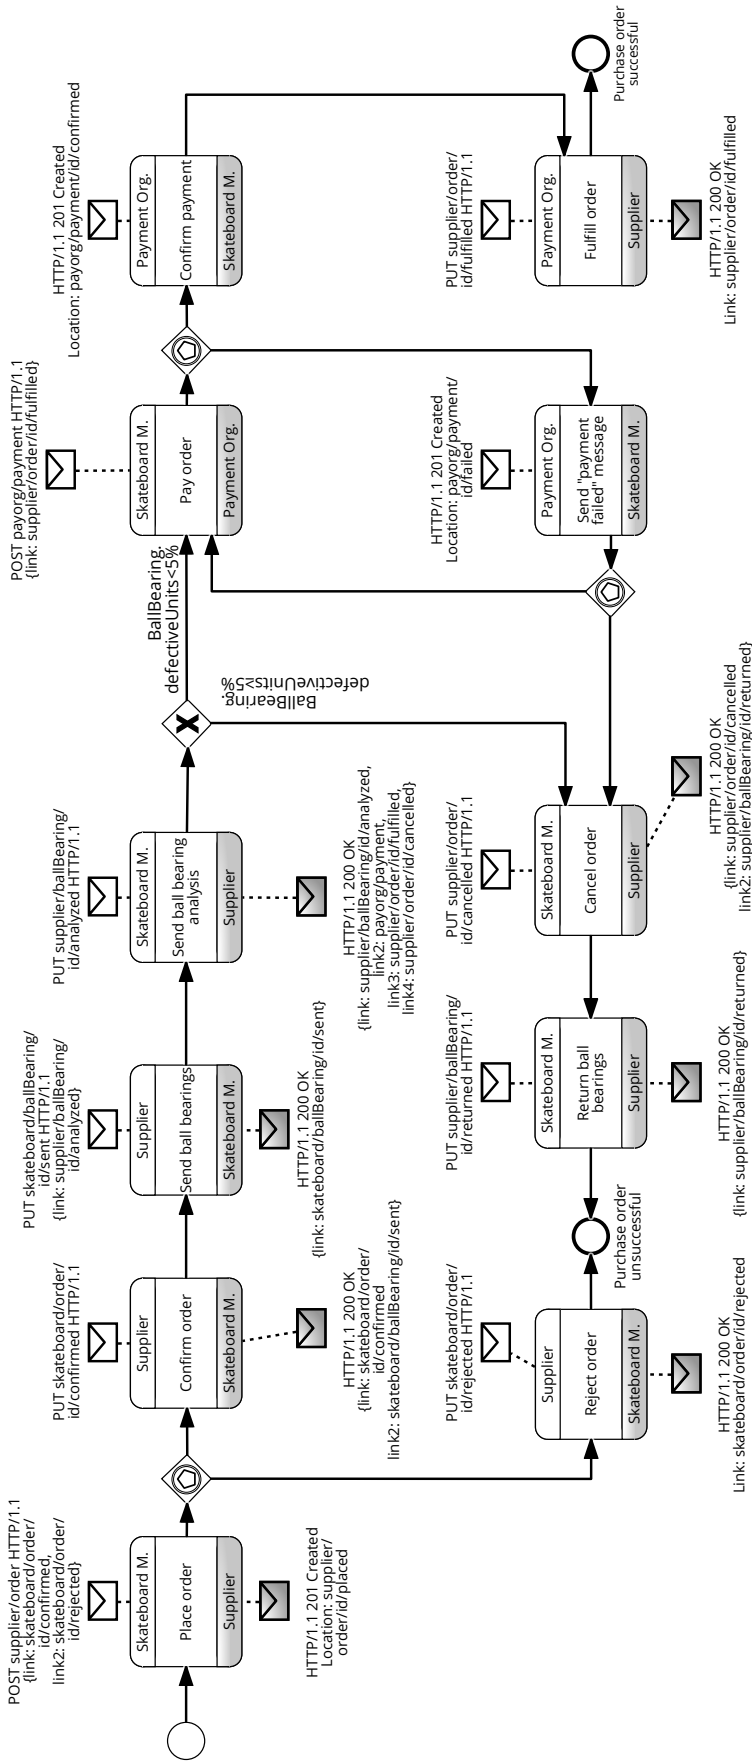 POST supplier/order HTTP/1.1
{link: skateboard/order/
id/confirmed,
link2: skateboard/order/
id/rejected}
Skateboard M.
Place order
Supplier
HTTP/1.1 201 Created
Location: supplier/
order/id/placed
PUT skateboard/order/
id/confirmed HTTP/1.1
Supplier
Confirm order
Skateboard M.
HTTP/1.1 200 OK
{link: skateboard/order/
id/confirmed
link2: skateboard/ballBearing/id/sent}
PUT skateboard/ballBearing/
id/sent HTTP/1.1
{link: supplier/ballBearing/
id/analyzed}
Supplier
Send ball bearings
Skateboard M.
HTTP/1.1 200 OK
{link: skateboard/ballBearing/id/sent}
PUT supplier/ballBearing/
id/analyzed HTTP/1.1
Skateboard M.
Send ball bearing
analysis
Supplier
HTTP/1.1 200 OK
{link: supplier/ballBearing/id/analyzed,
link2: payorg/payment,
link3: supplier/order/id/fulfilled,
link4: supplier/order/id/cancelled}
BallBearing.
defectiveUnits<5%
BallBearing.
defectiveUnits≥5%
POST payorg/payment HTTP/1.1
{link: supplier/order/id/fulfilled}
Skateboard M.
Pay order
Payment Org.
HTTP/1.1 201 Created
Location: payorg/payment/id/confirmed
Payment Org.
Confirm payment
Skateboard M.
PUT skateboard/order/
id/rejected HTTP/1.1
Supplier
Reject order
Skateboard M.
HTTP/1.1 200 OK
Link: skateboard/order/id/rejected
Purchase order
unsuccessful
PUT supplier/ballBearing/
id/returned HTTP/1.1
Skateboard M.
Return ball
bearings
Supplier
HTTP/1.1 200 OK
{link: supplier/ballBearing/id/returned}
PUT supplier/order/
id/cancelled HTTP/1.1
Skateboard M.
Cancel order
Supplier
HTTP/1.1 200 OK
{link: supplier/order/id/cancelled
link2: supplier/ballBearing/id/returned}
HTTP/1.1 201 Created
Location: payorg/payment/
id/failed
Payment Org.
Send "payment
failed" message
Skateboard M.
PUT supplier/order/
id/fulfilled HTTP/1.1
Payment Org.
Fulfill order
Supplier
HTTP/1.1 200 OK
Link: supplier/order/id/fulfilled
Purchase order
successful